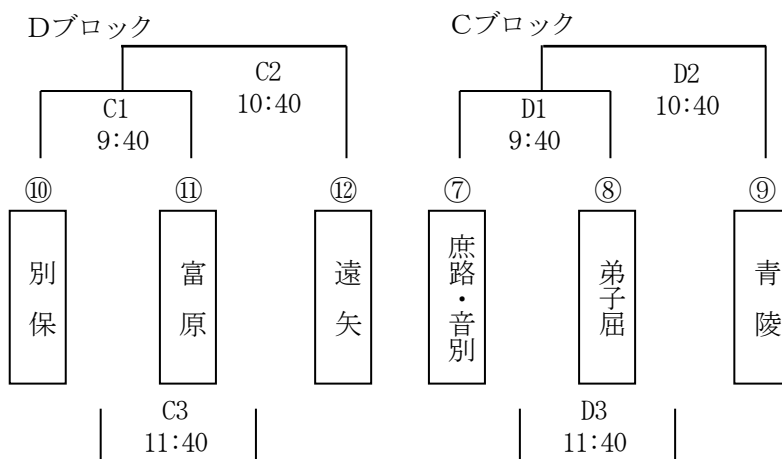 Dブロック
C2
10:40
C1
9:40
⑩
⑪
⑫
別保
富原
遠矢
C3
11:40
Cブロック
D2
10:40
D1
9:40
⑦
⑧
⑨
庶路・音別
弟子屈
青陵
D3
11:40